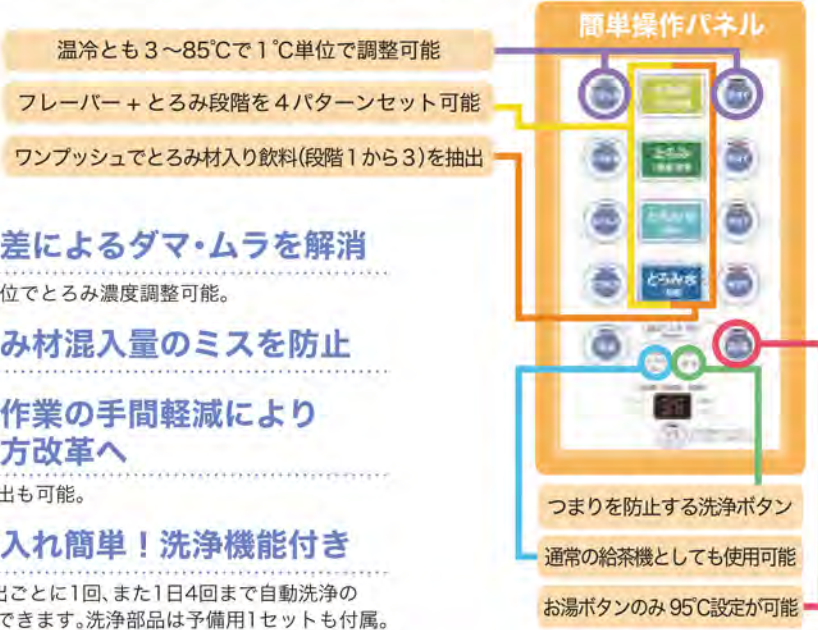 簡単操作パネル
温冷とも3〜85℃で1℃単位で調整可能
フレーバー + とろみ段階を4パターンセット可能
ワンプッシュでとろみ材入り飲料(段階1から3)を抽出
とろみ
とろみ水
差によるダマ・ムラを解消
位でとろみ濃度調整可能。
み材混入量のミスを防止
作業の手間軽減により
方改革へ
出も可能。
入れ簡単！洗浄機能付き
出ごとに1回、また1日4回まで自動洗浄の
できます。洗浄部品は予備用1セットも付属。
つまりを防止する洗浄ボタン
通常の給茶機としても使用可能
お湯ボタンのみ 95℃設定が可能